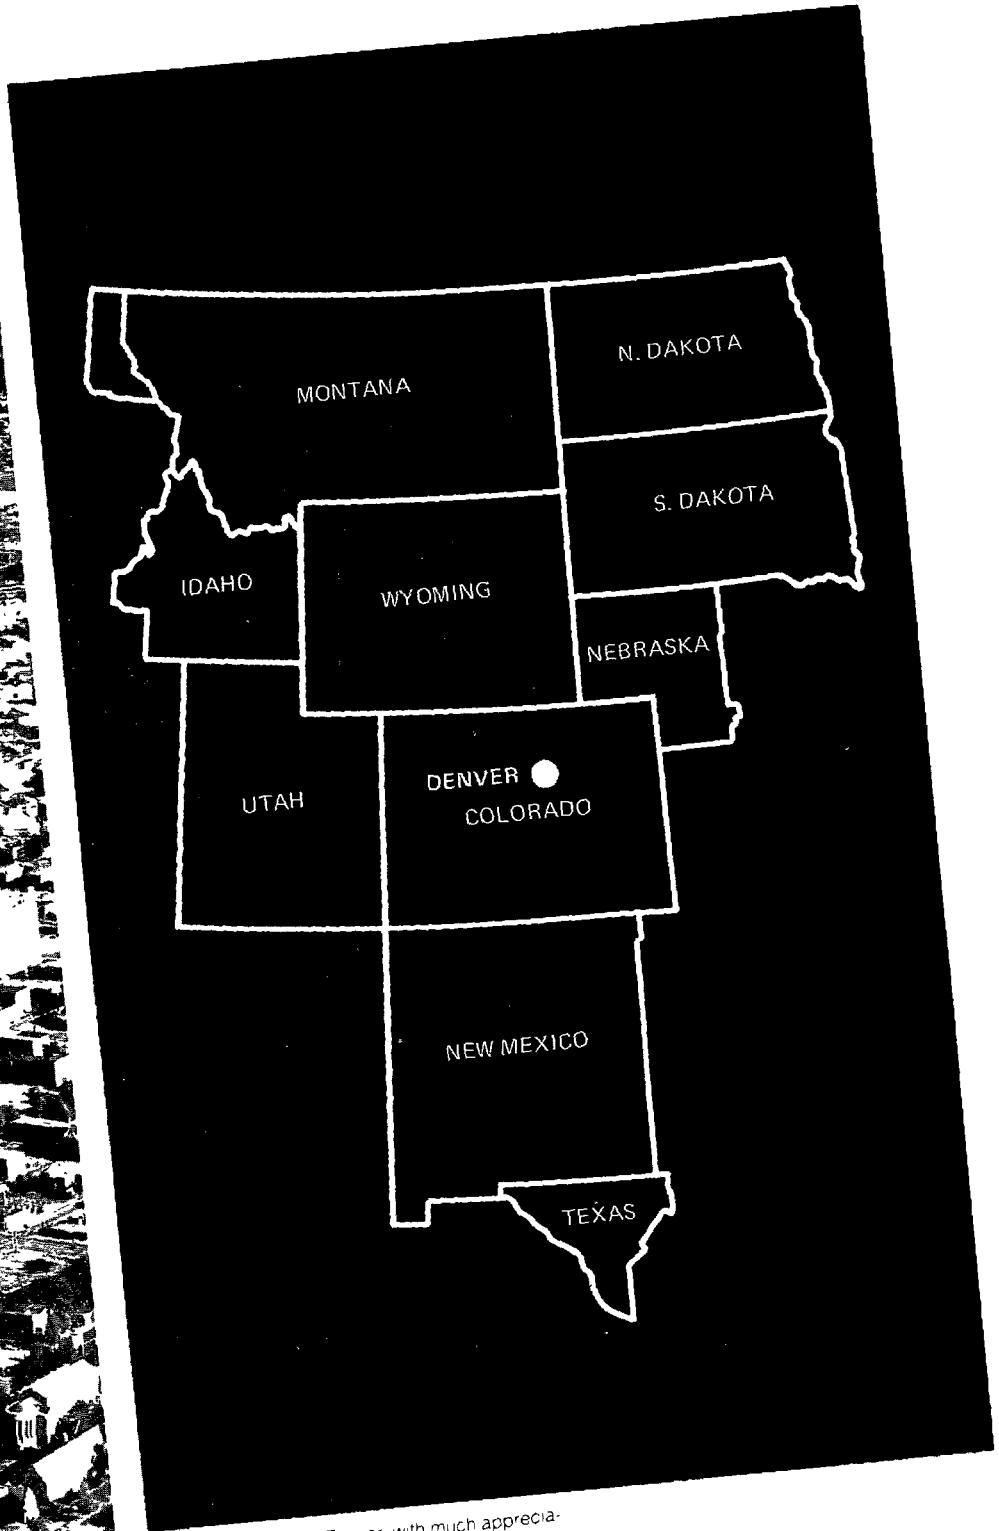 N. DAKOTA
MONTANA
S. DAKOTA
IDAHO
WYOMING
NEBRASKA
DENVER
COLORADO
UTAH
NEW MEXICO
TEXAS
with much apprecia-